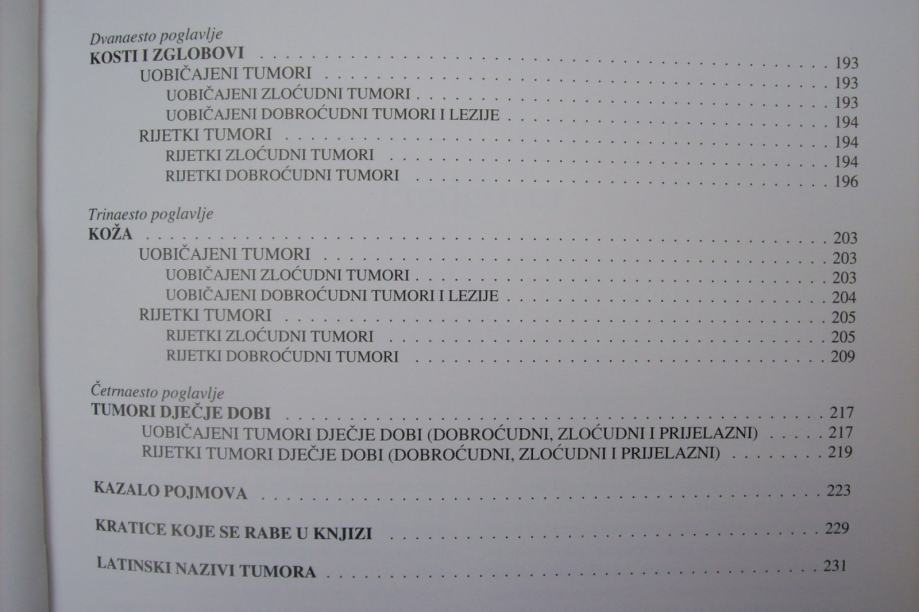 Dvanaesto poglavlje
KOSTI I ZGLOBOVI . . . . . . . . . . 193
UOBIČAJENI TUMORI . . . . . . . . . . 193
UOBIČAJENI ZLOĆUDNI TUMORI . . . . . . . . . . 193
UOBIČAJENI DOBROĆUDNI TUMORI I LEZIJE . . . . . . . . . . 194
RIJETKI TUMORI . . . . . . . . . . 194
RIJETKI ZLOĆUDNI TUMORI . . . . . . . . . . 194
RIJETKI DOBROĆUDNI TUMORI . . . . . . . . . . 196
Trinaesto poglavlje
KOŽA . . . . . . . . . . 203
UOBIČAJENI TUMORI . . . . . . . . . . 203
UOBIČAJENI ZLOĆUDNI TUMORI . . . . . . . . . . 203
UOBIČAJENI DOBROĆUDNI TUMORI I LEZIJE . . . . . . . . . . 204
RIJETKI TUMORI . . . . . . . . . . 205
RIJETKI ZLOĆUDNI TUMORI . . . . . . . . . . 205
RIJETKI DOBROĆUDNI TUMORI . . . . . . . . . . 209
Četrnaesto poglavlje
TUMORI DJEČJE DOBI . . . . . . . . . . 217
UOBIČAJENI TUMORI DJEČJE DOBI (DOBROĆUDNI, ZLOĆUDNI I PRIJELAZNI) . . . . . 217
RIJETKI TUMORI DJEČJE DOBI (DOBROĆUDNI, ZLOĆUDNI I PRIJELAZNI) . . . . . . . . 219
KAZALO POJMOVA . . . . . . . . . . 223
KRATICE KOJE SE RABE U KNJIZI . . . . . . . . . . 229
LATINSKI NAZIVI TUMORA . . . . . . . . . . 231